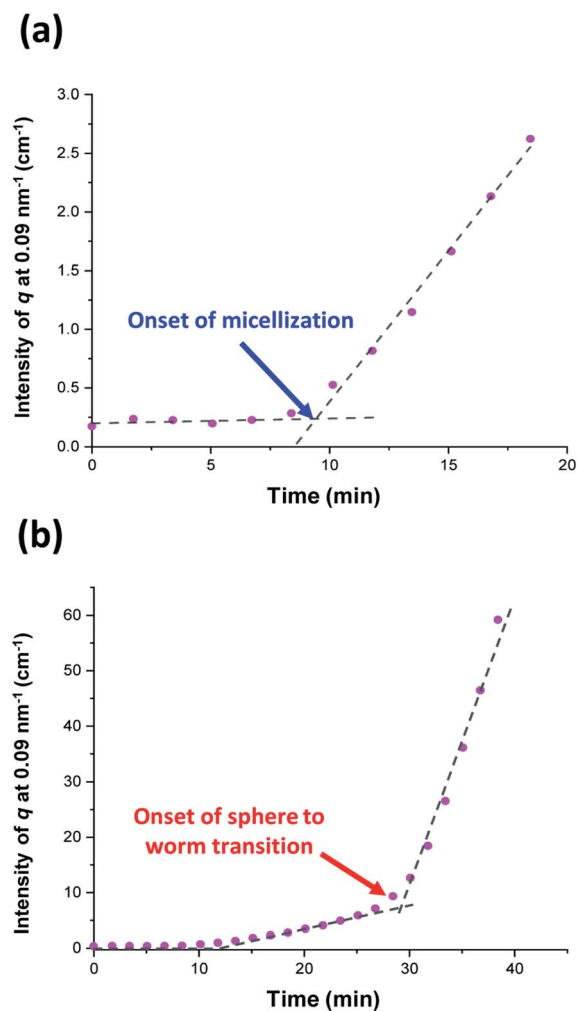 (a)
Intensity of q at 0.09 nm⁻¹ (cm⁻¹)
3.0
2.5
2.0
1.5
1.0
0.5
0.0
Onset of micellization
0 5 10 15 20
Time (min)
(b)
Intensity of q at 0.09 nm⁻¹ (cm⁻¹)
60
50
40
30
20
10
0
Onset of sphere to
worm transition
0 10 20 30 40
Time (min)